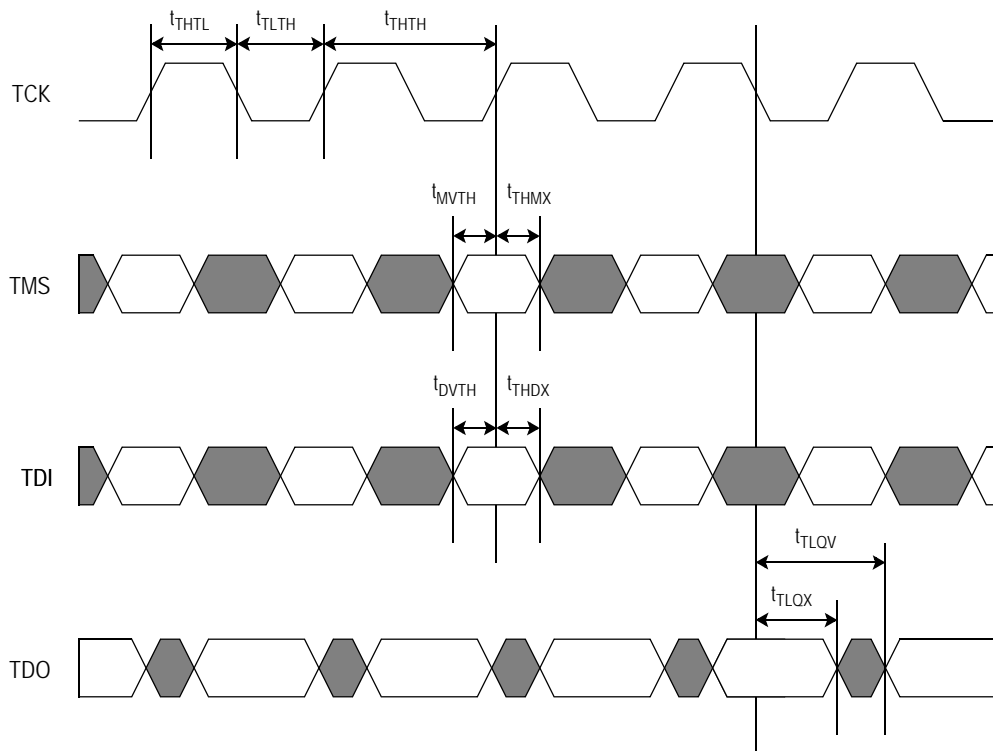 tTHTL tTLTH tTHTH
TCK
tMVTH tTHMX
TMS
tDVTH tTHDX
TDI
tTLQV
tTLQX
TDO